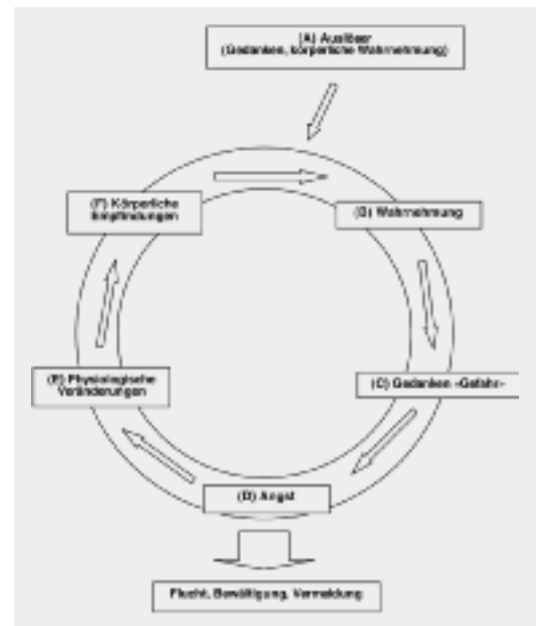 (A) Auslöser
(Gedanken, körperliche Wahrnehmung)
(B) Wahrnehmung
(C) Gedanken «Gefahr»
(D) Angst
(E) Physiologische
Veränderungen
(F) Körperliche
Empfindungen
Flucht, Bewältigung, Vermeidung